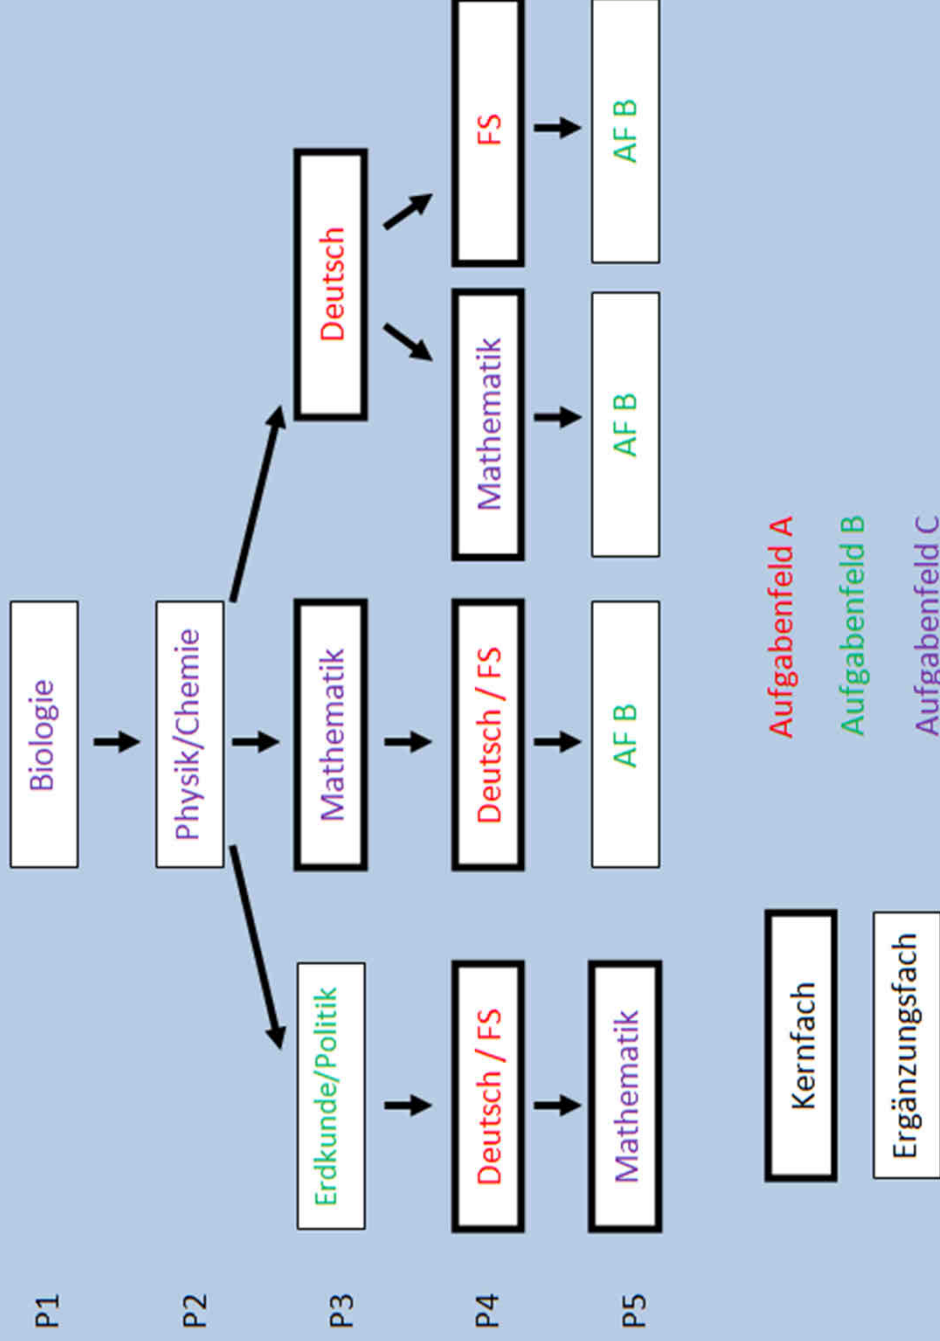 P1
Biologie
P2
Physik/Chemie
P3
Erdkunde/Politik
Mathematik
Deutsch
P4
Deutsch / FS
Deutsch / FS
Mathematik
FS
P5
Mathematik
AF B
AF B
AF B
Kernfach
Aufgabenfeld A
Ergänzungsfach
Aufgabenfeld B
Aufgabenfeld C